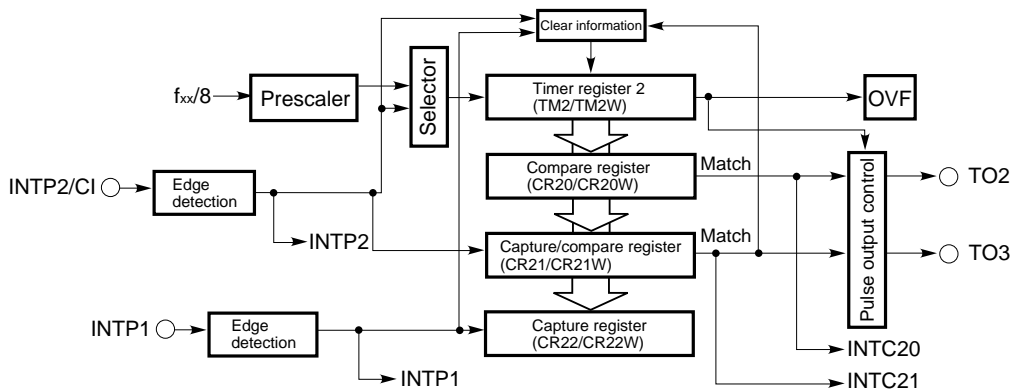 Clear information
fxx/8
Prescaler
Selector
Timer register 2
(TM2/TM2W)
OVF
INTP2/CI
Edge
detection
INTP2
Compare register
(CR20/CR20W)
Match
Capture/compare register
(CR21/CR21W)
Match
Pulse output control
TO2
TO3
INTP1
Edge
detection
INTP1
Capture register
(CR22/CR22W)
INTC20
INTC21